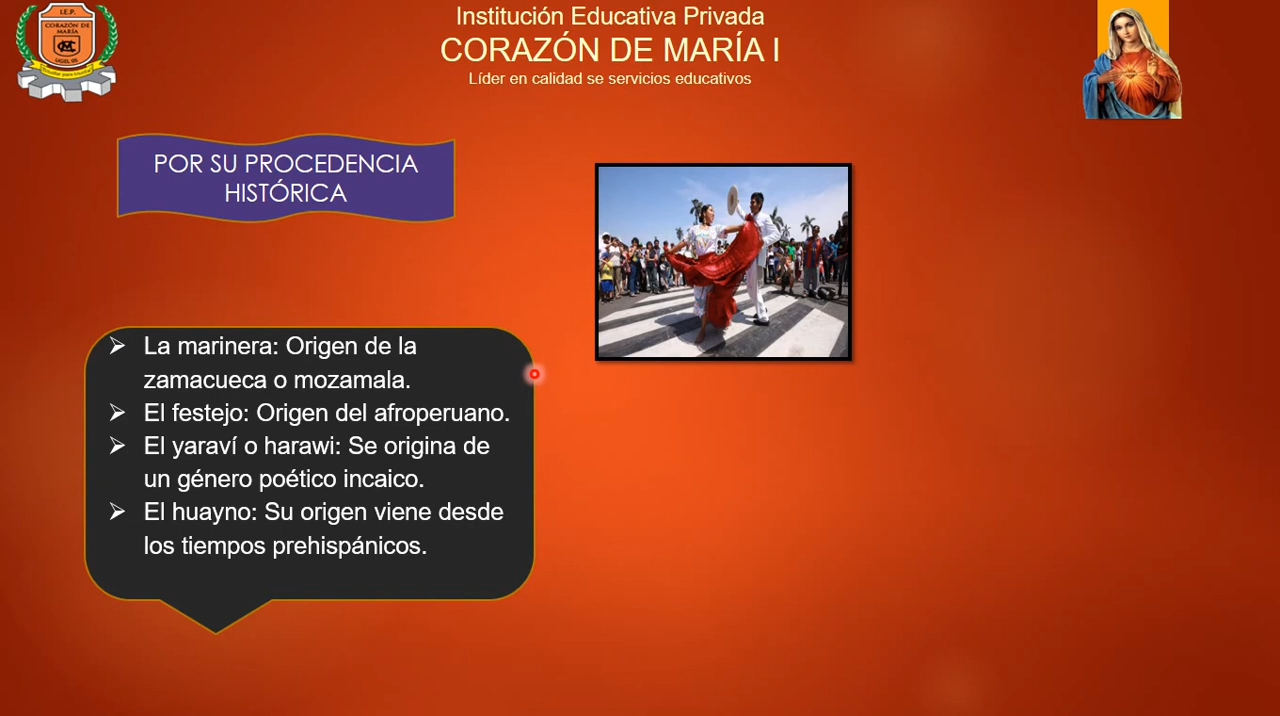 I.E.P.
CORAZÓN DE
MARÍA
Institución Educativa Privada
CORAZÓN DE MARÍA I
Líder en calidad se servicios educativos
POR SU PROCEDENCIA
HISTÓRICA
La marinera: Origen de la
zamacueca o mozamala.
El festejo: Origen del afroperuano.
El yaraví o harawi: Se origina de
un género poético incaico.
El huayno: Su origen viene desde
los tiempos prehispánicos.